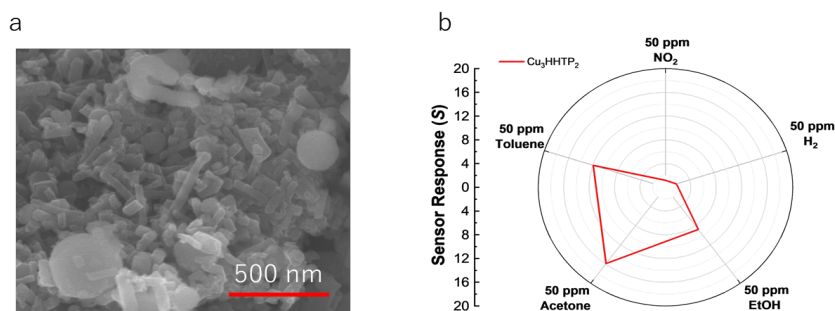 a
500 nm
b
Cu₃HHTP₂
50 ppm
NO₂
50 ppm
H₂
50 ppm
EtOH
50 ppm
Acetone
50 ppm
Toluene
Sensor Response (S)
20
16
12
8
4
0
4
8
12
16
20